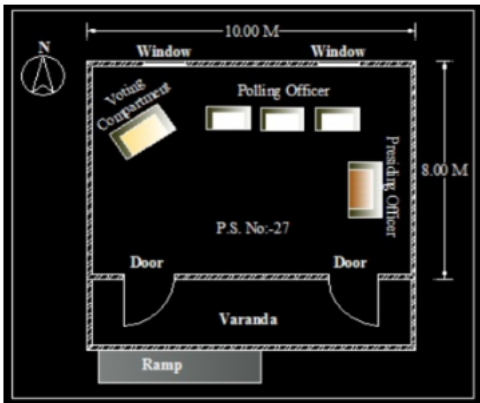 10.00 M
N
Window
Window
Voting
Compartment
Polling Officer
Presiding Officer
8.00 M
P.S. No:-27
Door
Door
Varanda
Ramp